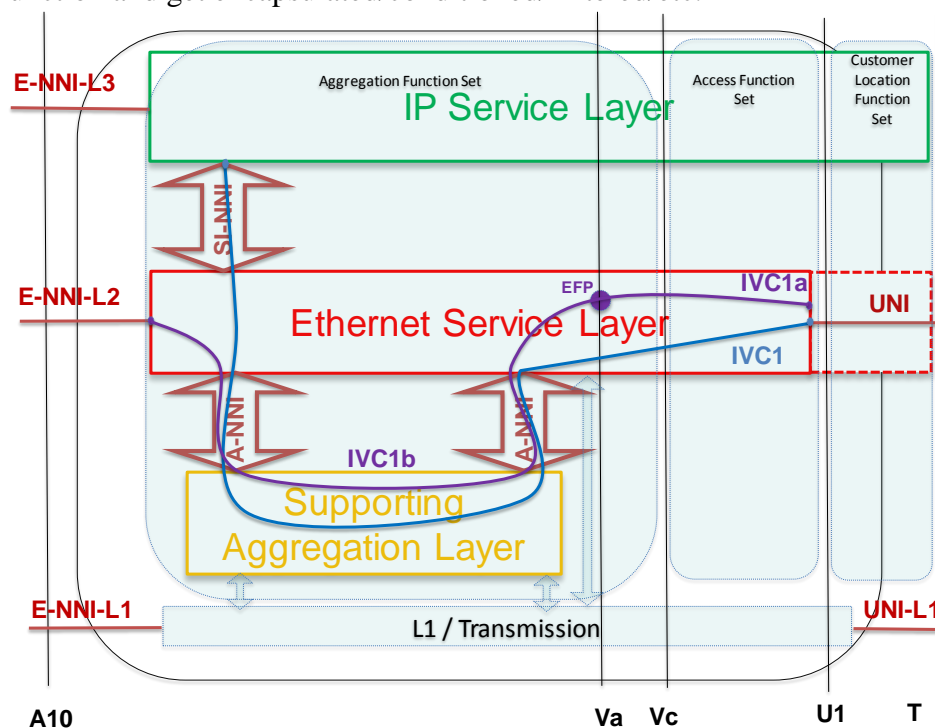 E-NNI-L3
Aggregation Function Set
IP Service Layer
Access Function
Set
Customer
Location
Function
Set
SI-NNI
E-NNI-L2
EFP
IVC1a
Ethernet Service Layer
UNI
IVC1
A-NNI
A-NNI
IVC1b
Supporting
Aggregation Layer
E-NNI-L1
L1 / Transmission
UNI-L1
A10
Va
Vc
U1
T